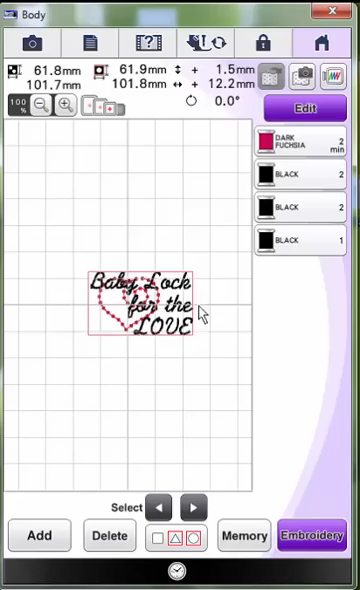 Body
61.8mm
101.7mm
61.9mm
101.8mm
+ 1.5mm
+ 12.2mm
0.0°
100 %
Edit
DARK FUCHSIA 2 min
BLACK 2
BLACK 2
BLACK 1
Baby Lock
for the
LOVE
Select
Add
Delete
Memory
Embroidery